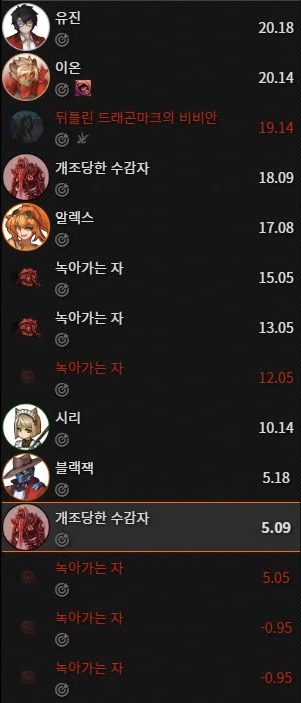 유진
20.18
이온
20.14
뒤틀린 드래곤마크의 비비안
19.14
개조당한 수감자
18.09
알렉스
17.08
녹아가는 자
15.05
녹아가는 자
13.05
녹아가는 자
12.05
시리
10.14
블랙잭
5.18
개조당한 수감자
5.09
녹아가는 자
5.05
녹아가는 자
-0.95
녹아가는 자
-0.95